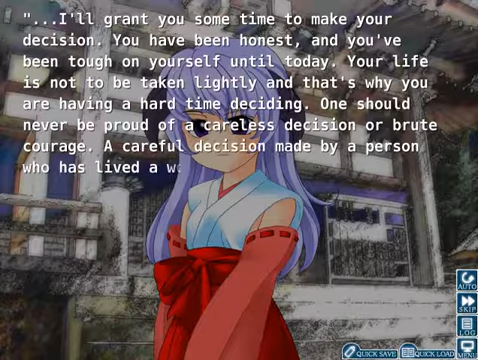 "...I'll grant you some time to make your
decision. You have been honest, and you've
been tough on yourself until today. Your life
is not to be taken lightly and that's why you
are having a hard time deciding. One should
never be proud of a careless decision or brute
courage. A careful decision made by a person
who has lived a wo
AUTO
SKIP
LOG
MENU
QUICK SAVE
QUICK LOAD